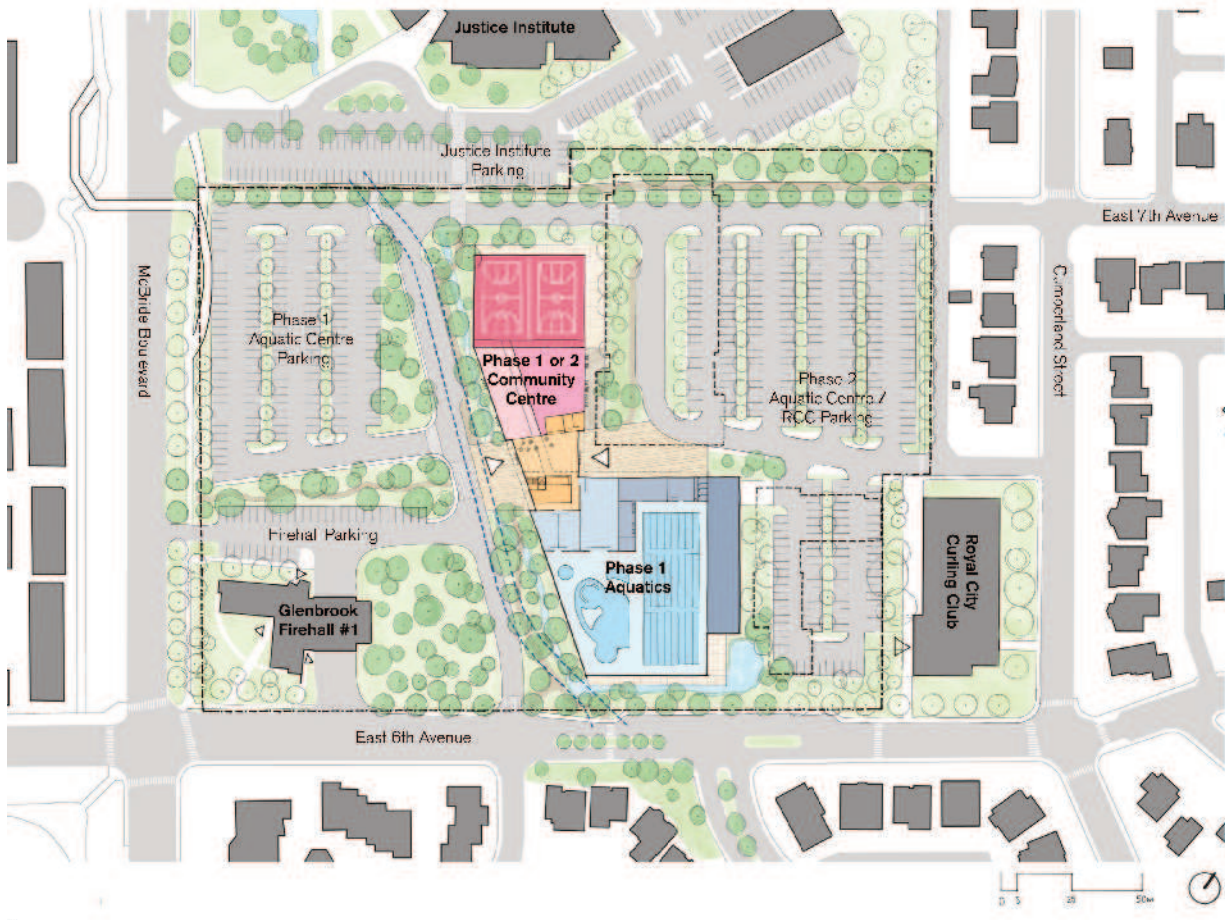 Justice Institute
Justice Institute
Parking
East 7th Avenue
McBride Boulevard
Cumberland Street
Phase 1
Aquatic Centre
Parking
Phase 1 or 2
Community
Centre
Phase 2
Aquatic Centre /
RCC Parking
Firehall Parking
Glenbrook
Firehall #1
Phase 1
Aquatics
Royal City
Curling Club
East 6th Avenue
0 5 25 50m